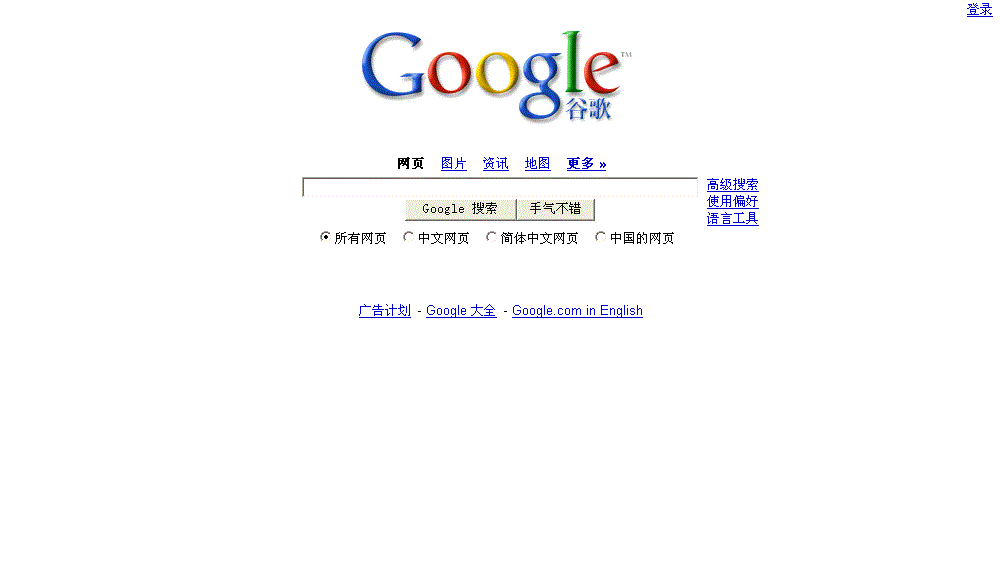 登录
Google™
谷歌
网页 图片 资讯 地图 更多 »
高级搜索
使用偏好
语言工具
Google 搜索 手气不错
所有网页 中文网页 简体中文网页 中国的网页
广告计划 - Google 大全 - Google.com in English